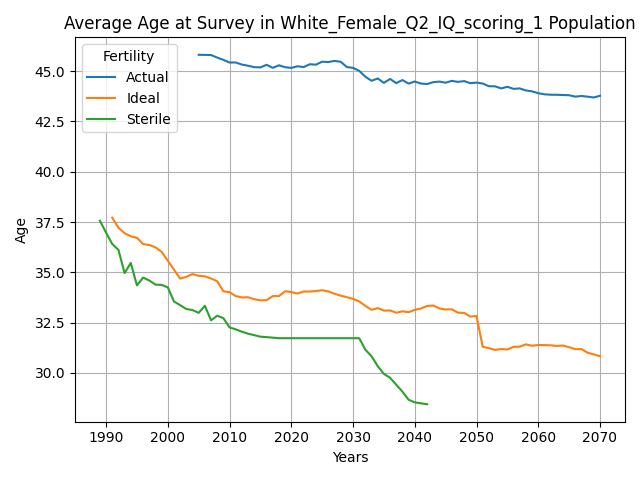 Average Age at Survey in White_Female_Q2_IQ_scoring_1 Population
Fertility
Actual
Ideal
Sterile
45.0
42.5
40.0
37.5
35.0
32.5
30.0
Age
1990 2000 2010 2020 2030 2040 2050 2060 2070
Years